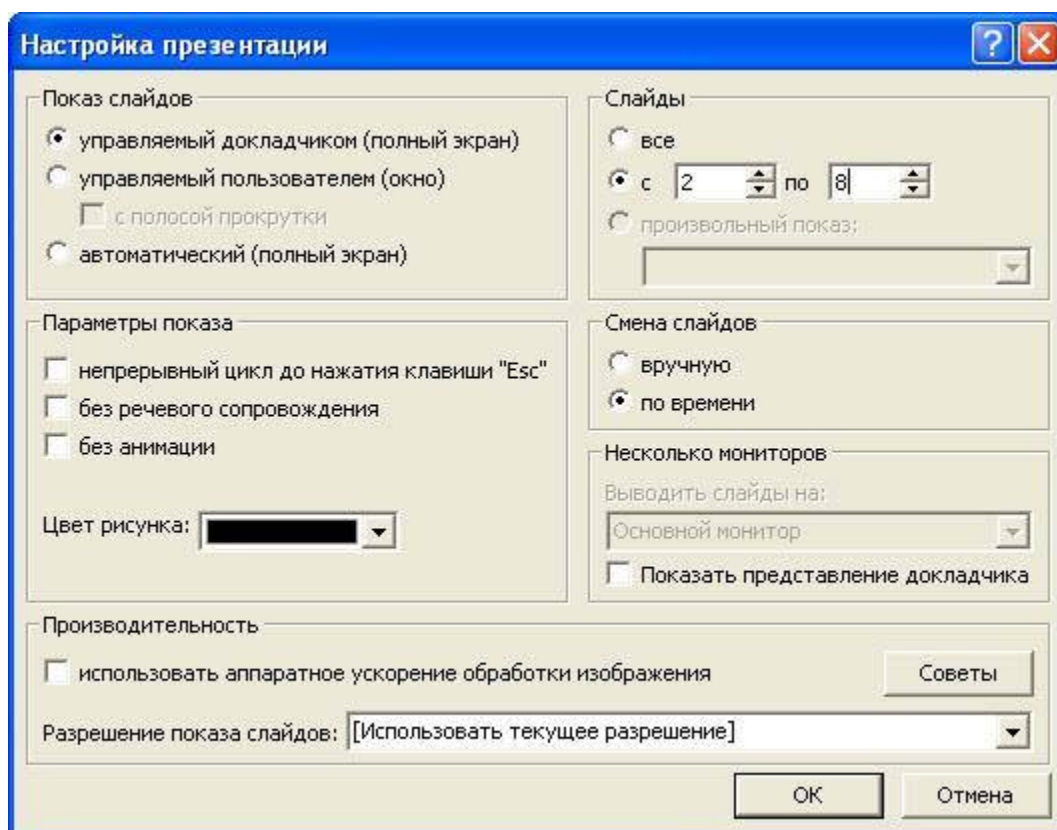 Настройка презентации
Показ слайдов
управляемый докладчиком (полный экран)
управляемый пользователем (окно)
с полосой прокрутки
автоматический (полный экран)
Слайды
все
с 2 по 8
произвольный показ:
Параметры показа
непрерывный цикл до нажатия клавиши "Esc"
без речевого сопровождения
без анимации
Цвет рисунка:
Смена слайдов
вручную
по времени
Несколько мониторов
Выводить слайды на:
Основной монитор
Показать представление докладчика
Производительность
использовать аппаратное ускорение обработки изображения
Советы
Разрешение показа слайдов: [Использовать текущее разрешение]
ОК
Отмена